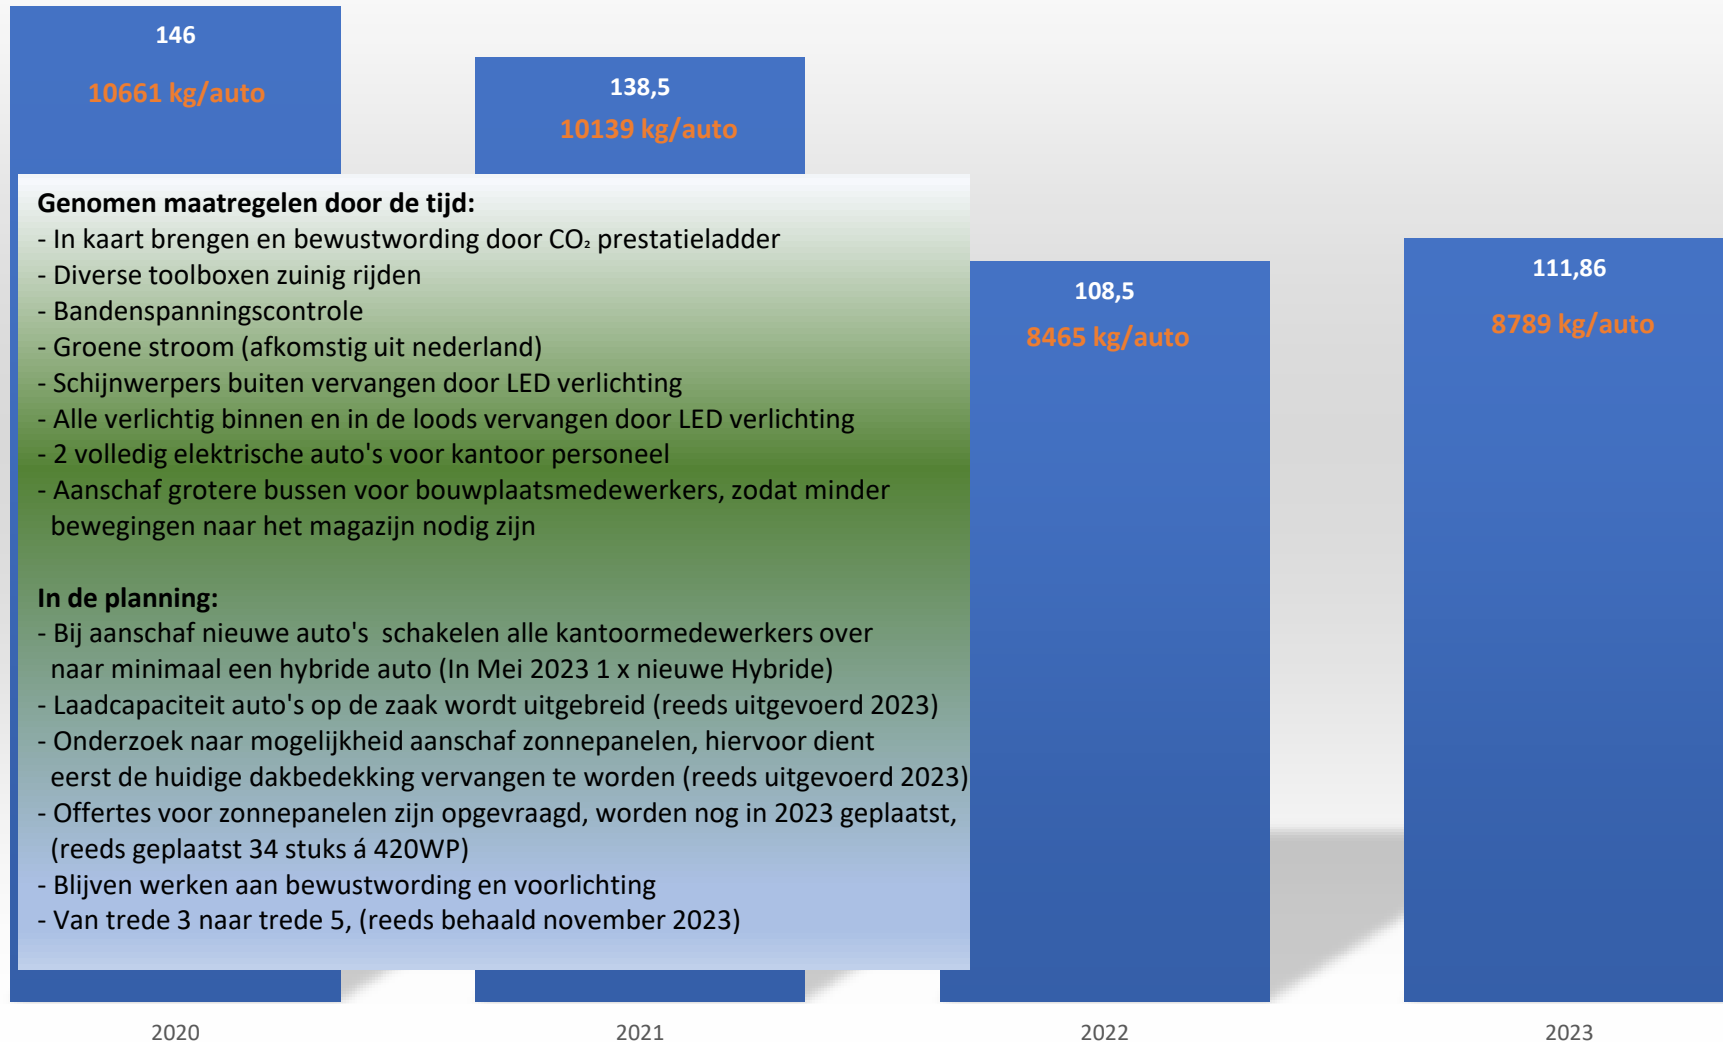 146
10661 kg/auto
138,5
10139 kg/auto
108,5
8465 kg/auto
111,86
8789 kg/auto
Genomen maatregelen door de tijd:
- In kaart brengen en bewustwording door CO₂ prestatieladder
- Diverse toolboxen zuinig rijden
- Bandenspanningscontrole
- Groene stroom (afkomstig uit nederland)
- Schijnwerpers buiten vervangen door LED verlichting
- Alle verlichtig binnen en in de loods vervangen door LED verlichting
- 2 volledig elektrische auto's voor kantoor personeel
- Aanschaf grotere bussen voor bouwplaatsmedewerkers, zodat minder
bewegingen naar het magazijn nodig zijn
In de planning:
- Bij aanschaf nieuwe auto's  schakelen alle kantoormedewerkers over
naar minimaal een hybride auto (In Mei 2023 1 x nieuwe Hybride)
- Laadcapaciteit auto's op de zaak wordt uitgebreid (reeds uitgevoerd 2023)
- Onderzoek naar mogelijkheid aanschaf zonnepanelen, hiervoor dient
eerst de huidige dakbedekking vervangen te worden (reeds uitgevoerd 2023)
- Offertes voor zonnepanelen zijn opgevraagd, worden nog in 2023 geplaatst,
(reeds geplaatst 34 stuks á 420WP)
- Blijven werken aan bewustwording en voorlichting
- Van trede 3 naar trede 5, (reeds behaald november 2023)
2020
2021
2022
2023